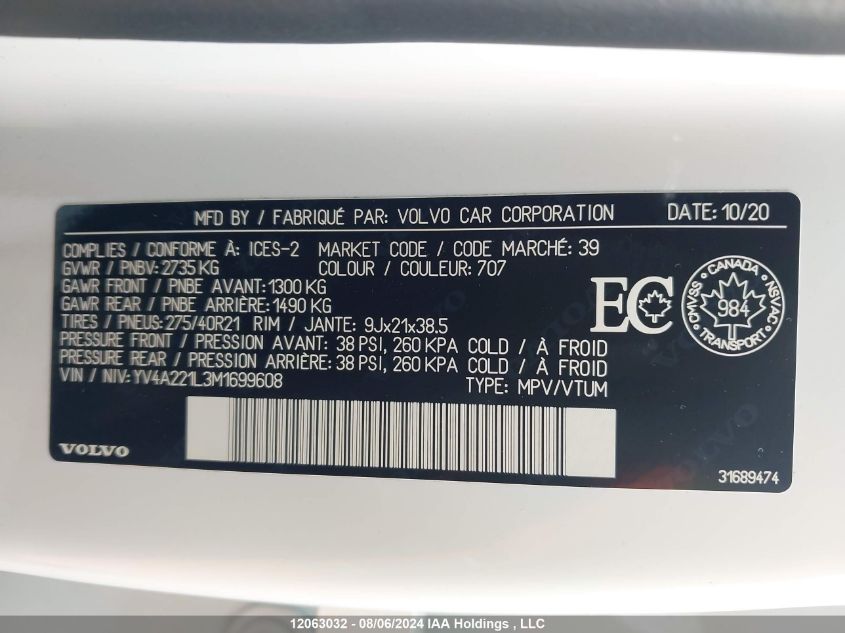 MFD BY / FABRIQUÉ PAR: VOLVO CAR CORPORATION DATE: 10/20
COMPLIES / CONFORME À: ICES-2 MARKET CODE / CODE MARCHÉ: 39
GVWR / PNBV: 2735 KG COLOUR / COULEUR: 707
GAWR FRONT / PNBE AVANT: 1300 KG
GAWR REAR / PNBE ARRIÈRE: 1490 KG
TIRES / PNEUS: 275/40R21 RIM / JANTE: 9Jx21x38.5
PRESSURE FRONT / PRESSION AVANT: 38 PSI, 260 KPA COLD / À FROID
PRESSURE REAR / PRESSION ARRIÈRE: 38 PSI, 260 KPA COLD / À FROID
VIN / NIV: YV4A221L3M1699608 TYPE: MPV/VTUM
EC
CANADA
CMVSS 984 NSVAC
TRANSPORT
VOLVO
31689474
12063032 - 08/06/2024 IAA Holdings , LLC